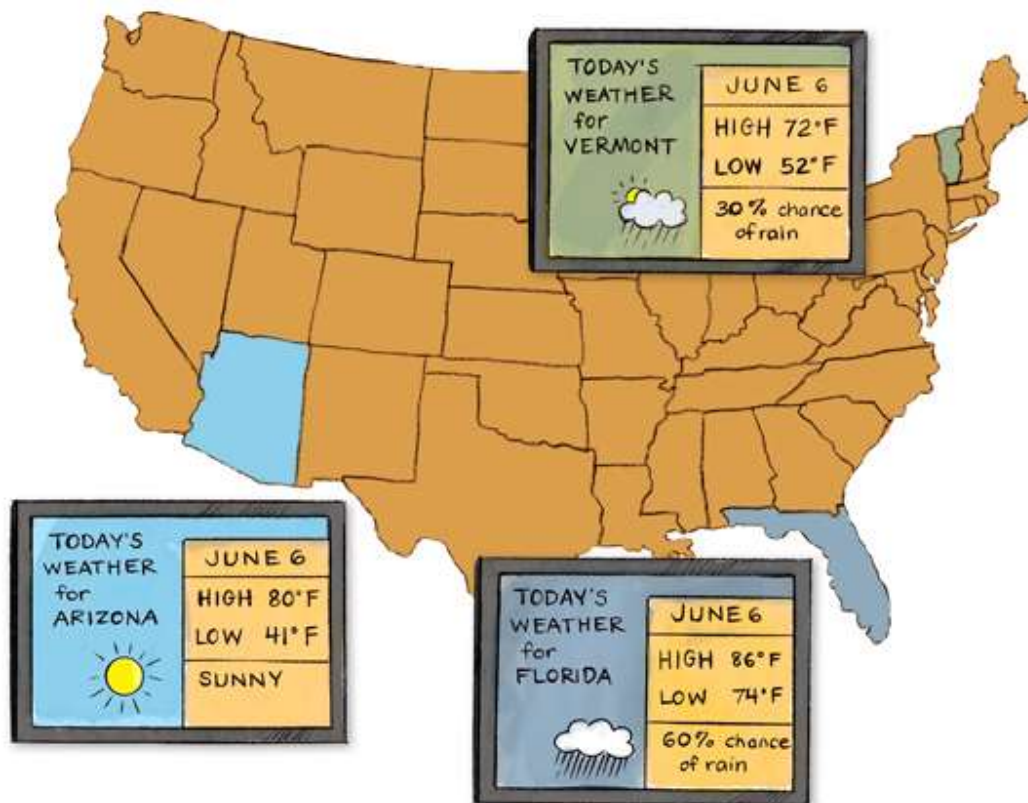 TODAY'S
WEATHER
for
VERMONT
JUNE 6
HIGH 72°F
LOW 52°F
30% chance
of rain
TODAY'S
WEATHER
for
ARIZONA
JUNE 6
HIGH 80°F
LOW 41°F
SUNNY
TODAY'S
WEATHER
for
FLORIDA
JUNE 6
HIGH 86°F
LOW 74°F
60% chance
of rain